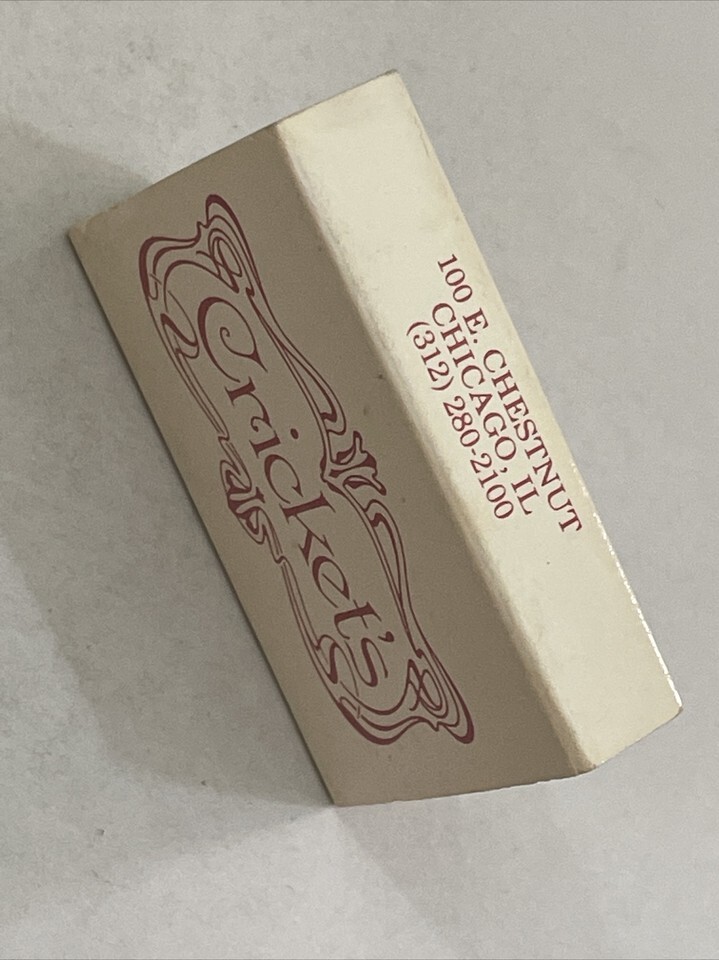 Cricket's
100 E. CHESTNUT
CHICAGO, IL
(312) 280-2100